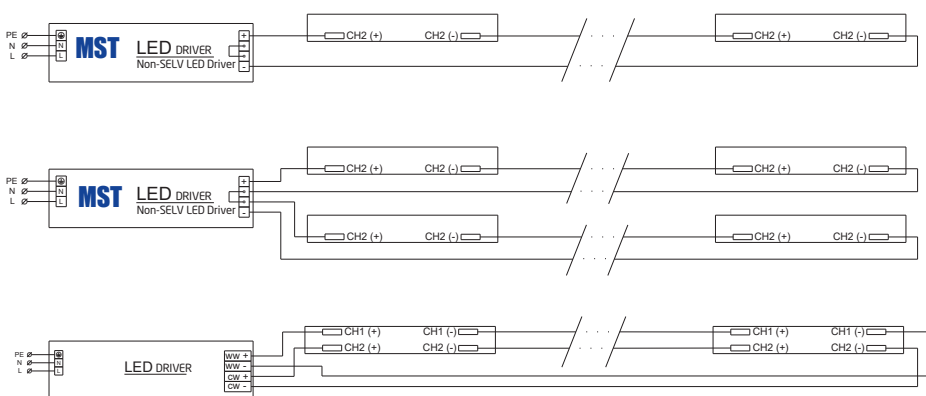 PE
N
L
N
L
MST
LED DRIVER
Non-SELV LED Driver
+
-
CH2 (+) CH2 (-)
. . .
. . .
CH2 (+) CH2 (-)
PE
N
L
N
L
MST
LED DRIVER
Non-SELV LED Driver
+
-
CH2 (+) CH2 (-)
. . .
. . .
CH2 (+) CH2 (-)
CH2 (+) CH2 (-)
. . .
. . .
CH2 (+) CH2 (-)
PE
N
L
N
L
LED DRIVER
WW +
WW -
CW +
CW -
CH1 (+) CH1 (-)
CH2 (+) CH2 (-)
. . .
. . .
CH1 (+) CH1 (-)
CH2 (+) CH2 (-)